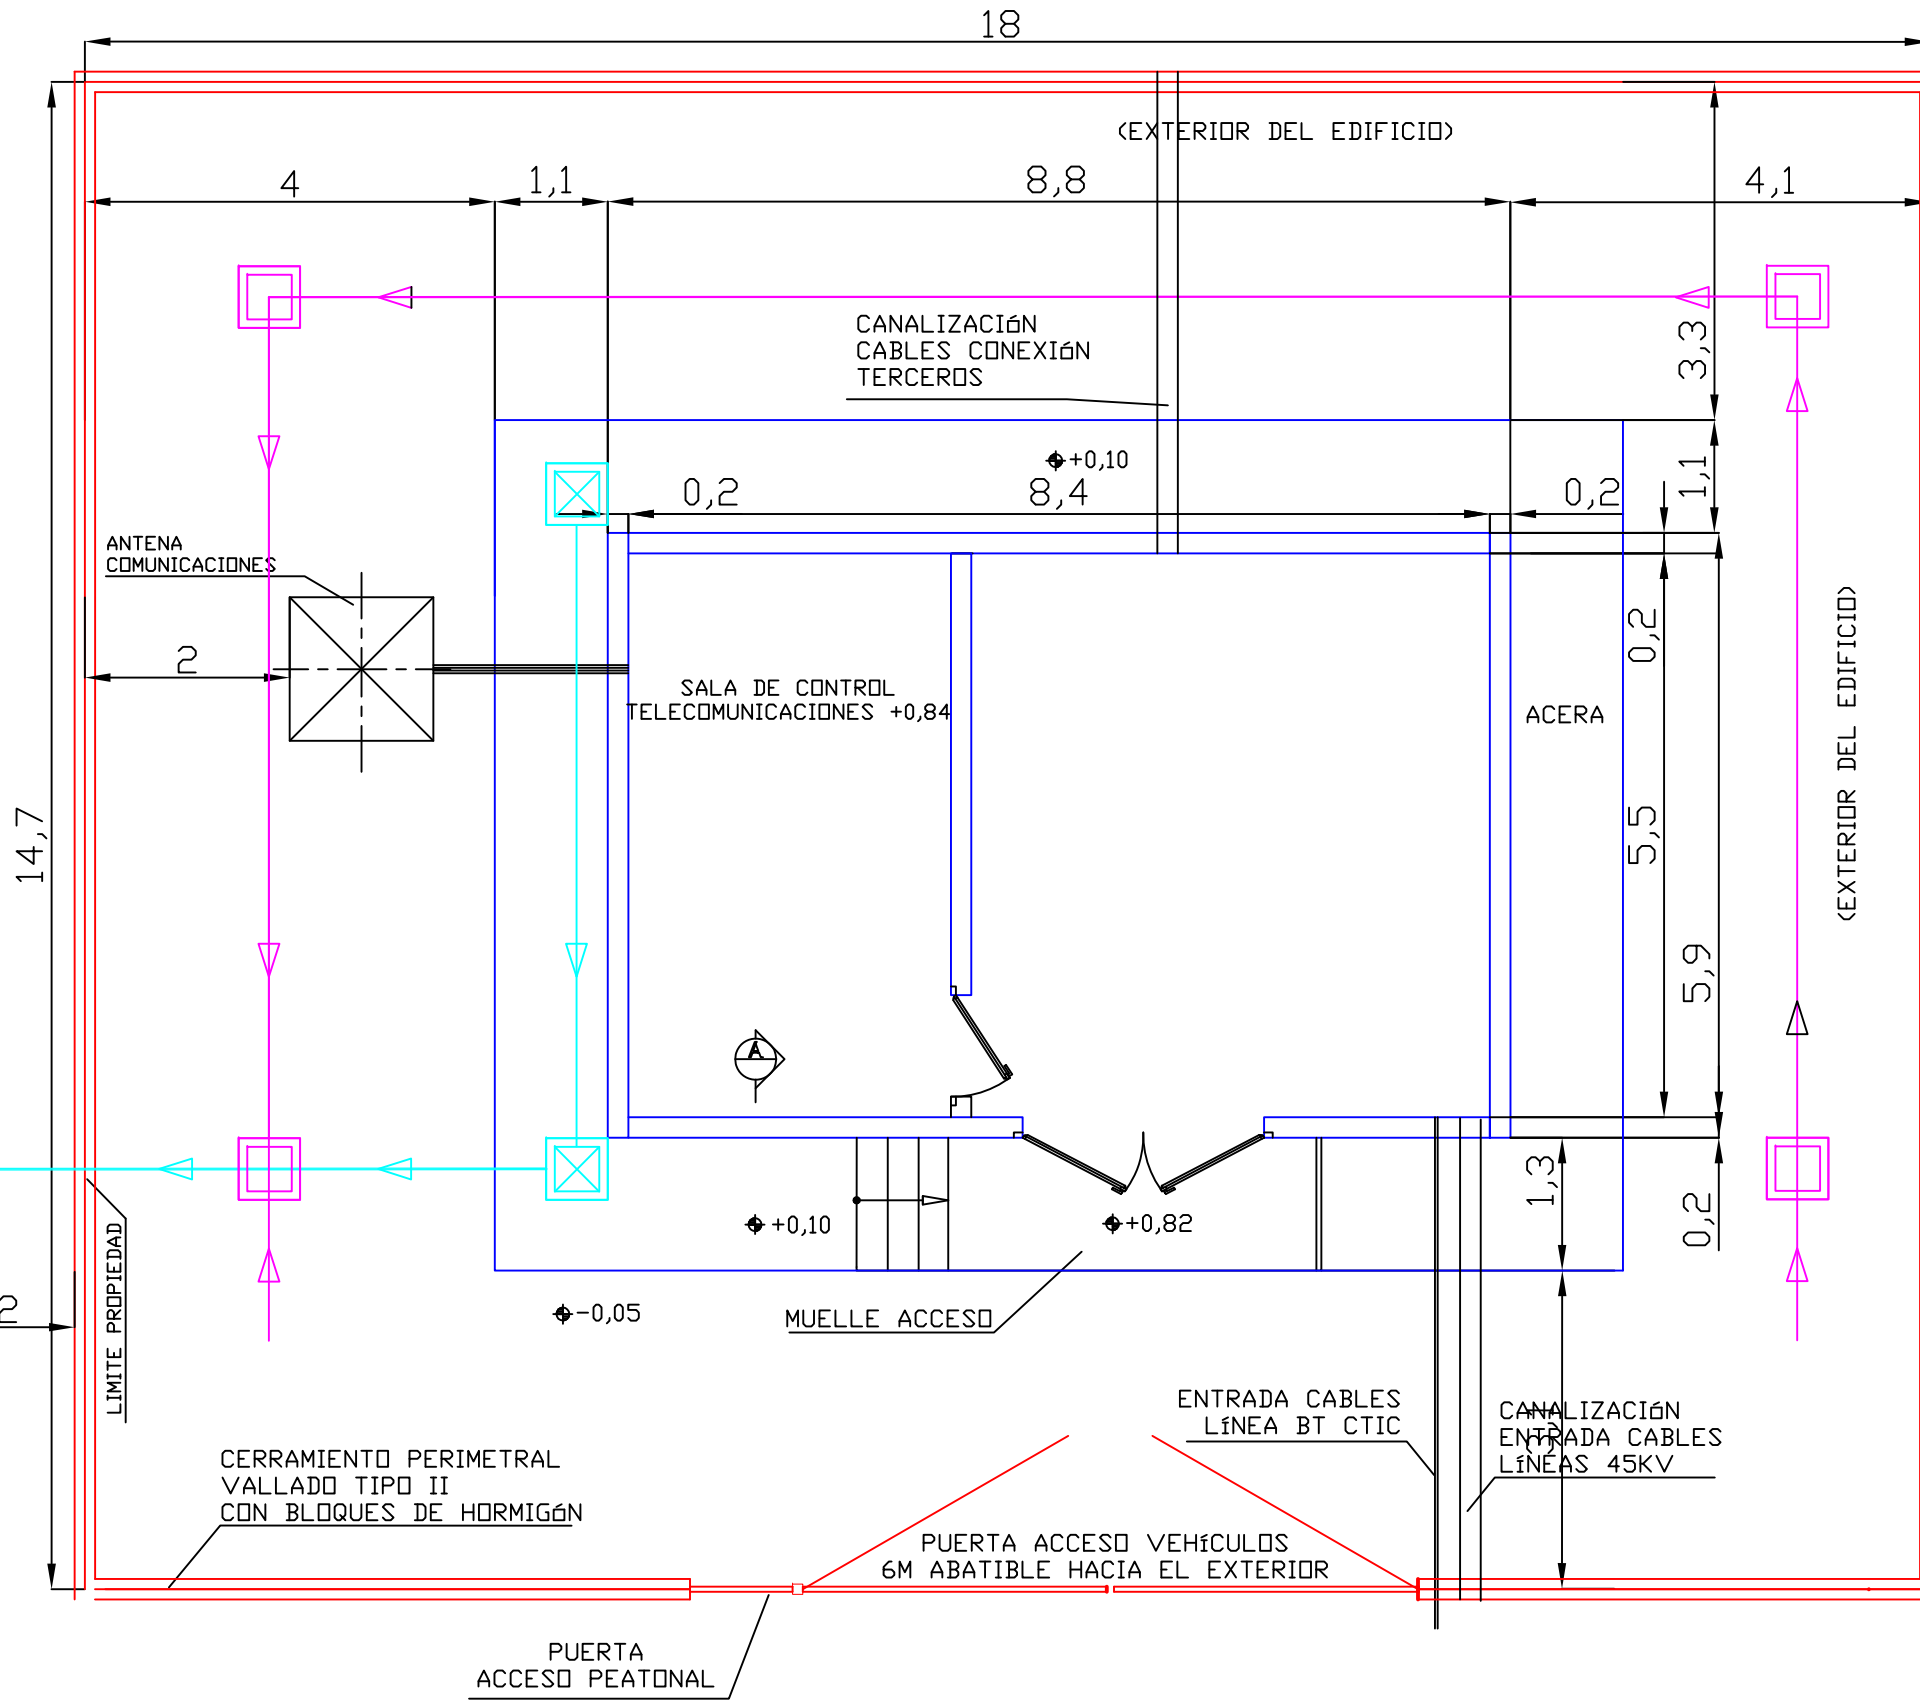 18
(EXTERIOR DEL EDIFICIO)
4
1,1
8,8
4,1
CANALIZACIóN
CABLES CONEXIóN
TERCEROS
3,3
+0,10
0,2
8,4
0,2
1,1
ANTENA
COMUNICACIONES
2
SALA DE CONTROL
TELECOMUNICACIONES +0,84
ACERA
0,2
(EXTERIOR DEL EDIFICIO)
14,7
5,5
5,9
A
1,3
0,2
+0,10
+0,82
LIMITE PROPIEDAD
2
-0,05
MUELLE ACCESO
ENTRADA CABLES
LíNEA BT CTIC
CANALIZACIóN
ENTRADA CABLES
LíNEAS 45KV
3,1
CERRAMIENTO PERIMETRAL
VALLADO TIPO II
CON BLOQUES DE HORMIGóN
PUERTA ACCESO VEHíCULOS
6M ABATIBLE HACIA EL EXTERIOR
PUERTA
ACCESO PEATONAL